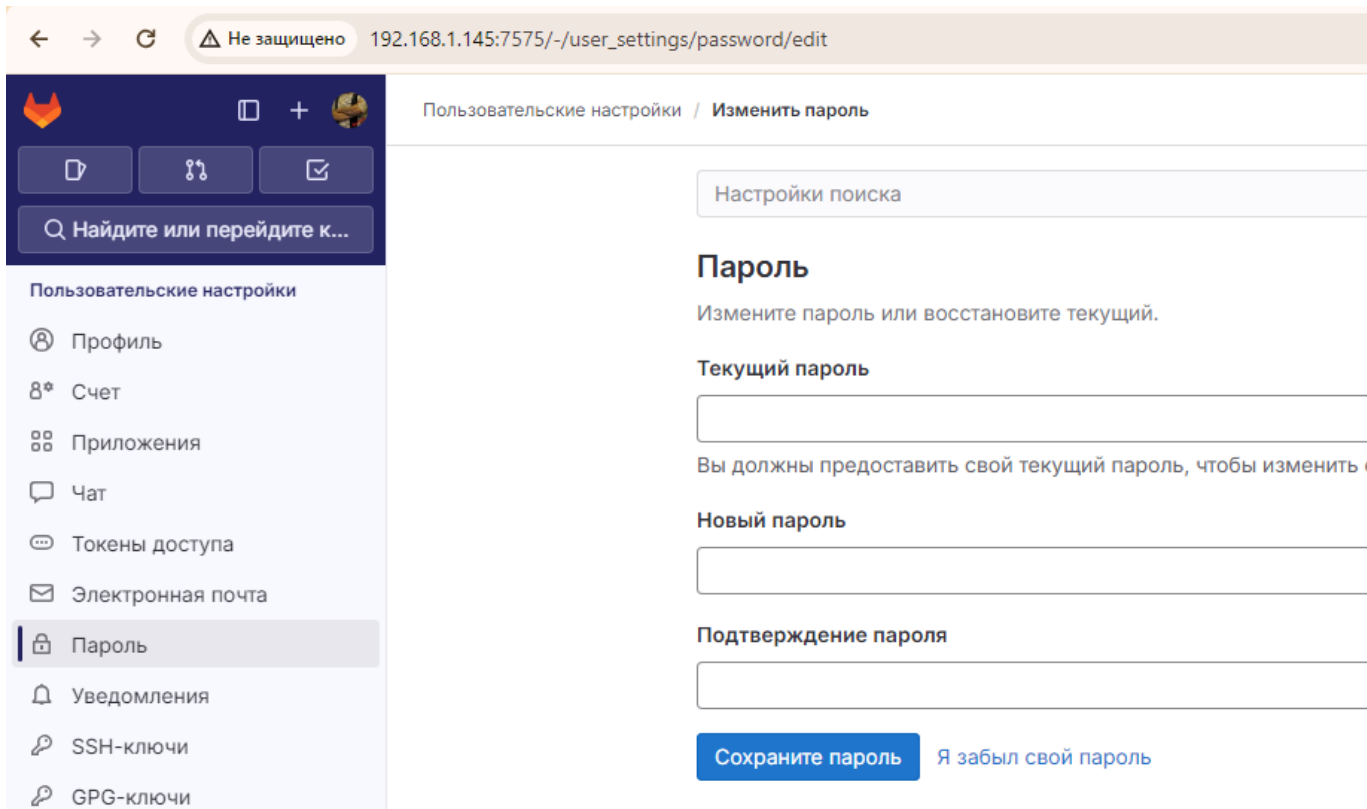 Не защищено 192.168.1.145:7575/-/user_settings/password/edit
Пользовательские настройки / Изменить пароль
Найдите или перейдите к...
Пользовательские настройки
Профиль
Счет
Приложения
Чат
Токены доступа
Электронная почта
Пароль
Уведомления
SSH-ключи
GPG-ключи
Настройки поиска
Пароль
Измените пароль или восстановите текущий.
Текущий пароль
Вы должны предоставить свой текущий пароль, чтобы изменить
Новый пароль
Подтверждение пароля
Сохраните пароль Я забыл свой пароль